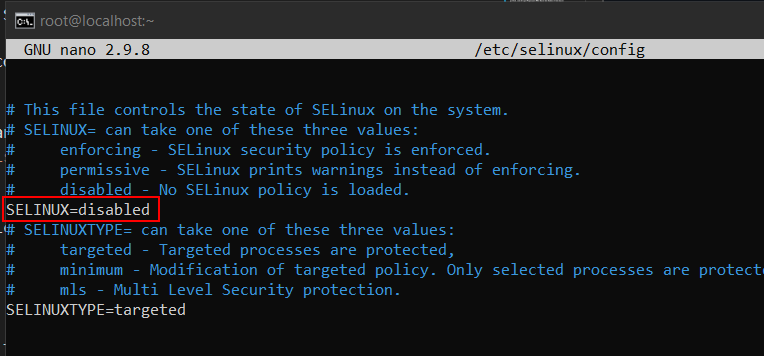 root@localhost:~
GNU nano 2.9.8 /etc/selinux/config
# This file controls the state of SELinux on the system.
# SELINUX= can take one of these three values:
#     enforcing - SELinux security policy is enforced.
#     permissive - SELinux prints warnings instead of enforcing.
#     disabled - No SELinux policy is loaded.
SELINUX=disabled
# SELINUXTYPE= can take one of these three values:
#     targeted - Targeted processes are protected,
#     minimum - Modification of targeted policy. Only selected processes are protecte
#     mls - Multi Level Security protection.
SELINUXTYPE=targeted